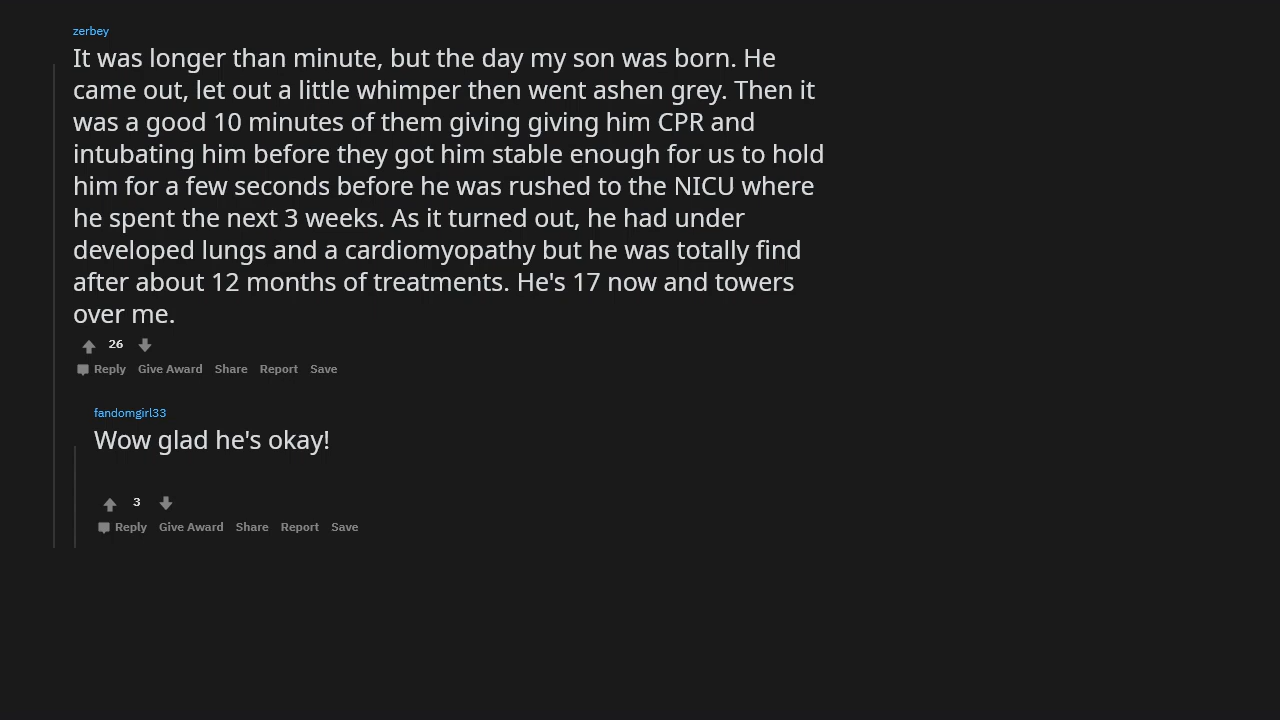 zerbey
It was longer than minute, but the day my son was born. He
came out, let out a little whimper then went ashen grey. Then it
was a good 10 minutes of them giving giving him CPR and
intubating him before they got him stable enough for us to hold
him for a few seconds before he was rushed to the NICU where
he spent the next 3 weeks. As it turned out, he had under
developed lungs and a cardiomyopathy but he was totally find
after about 12 months of treatments. He's 17 now and towers
over me.
26
Reply Give Award Share Report Save
fandomgirl33
Wow glad he's okay!
3
Reply Give Award Share Report Save